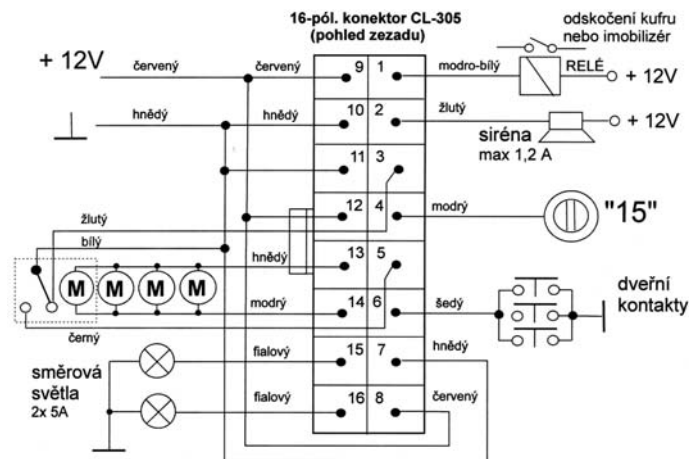 16-pól. konektor CL-305
(pohled zezadu)
odskočení kufru
nebo imobilizér
+ 12V
červený
červený
9
1
modro-bílý
RELÉ
+ 12V
hnědý
hnědý
10
2
žlutý
siréna
max 1,2 A
+ 12V
11
3
12
4
modrý
"15"
žlutý
bílý
hnědý
13
5
M
M
M
M
modrý
14
6
šedý
dveřní
kontakty
černý
15
7
hnědý
fialový
směrová
světla
2x 5A
fialový
16
8
červený